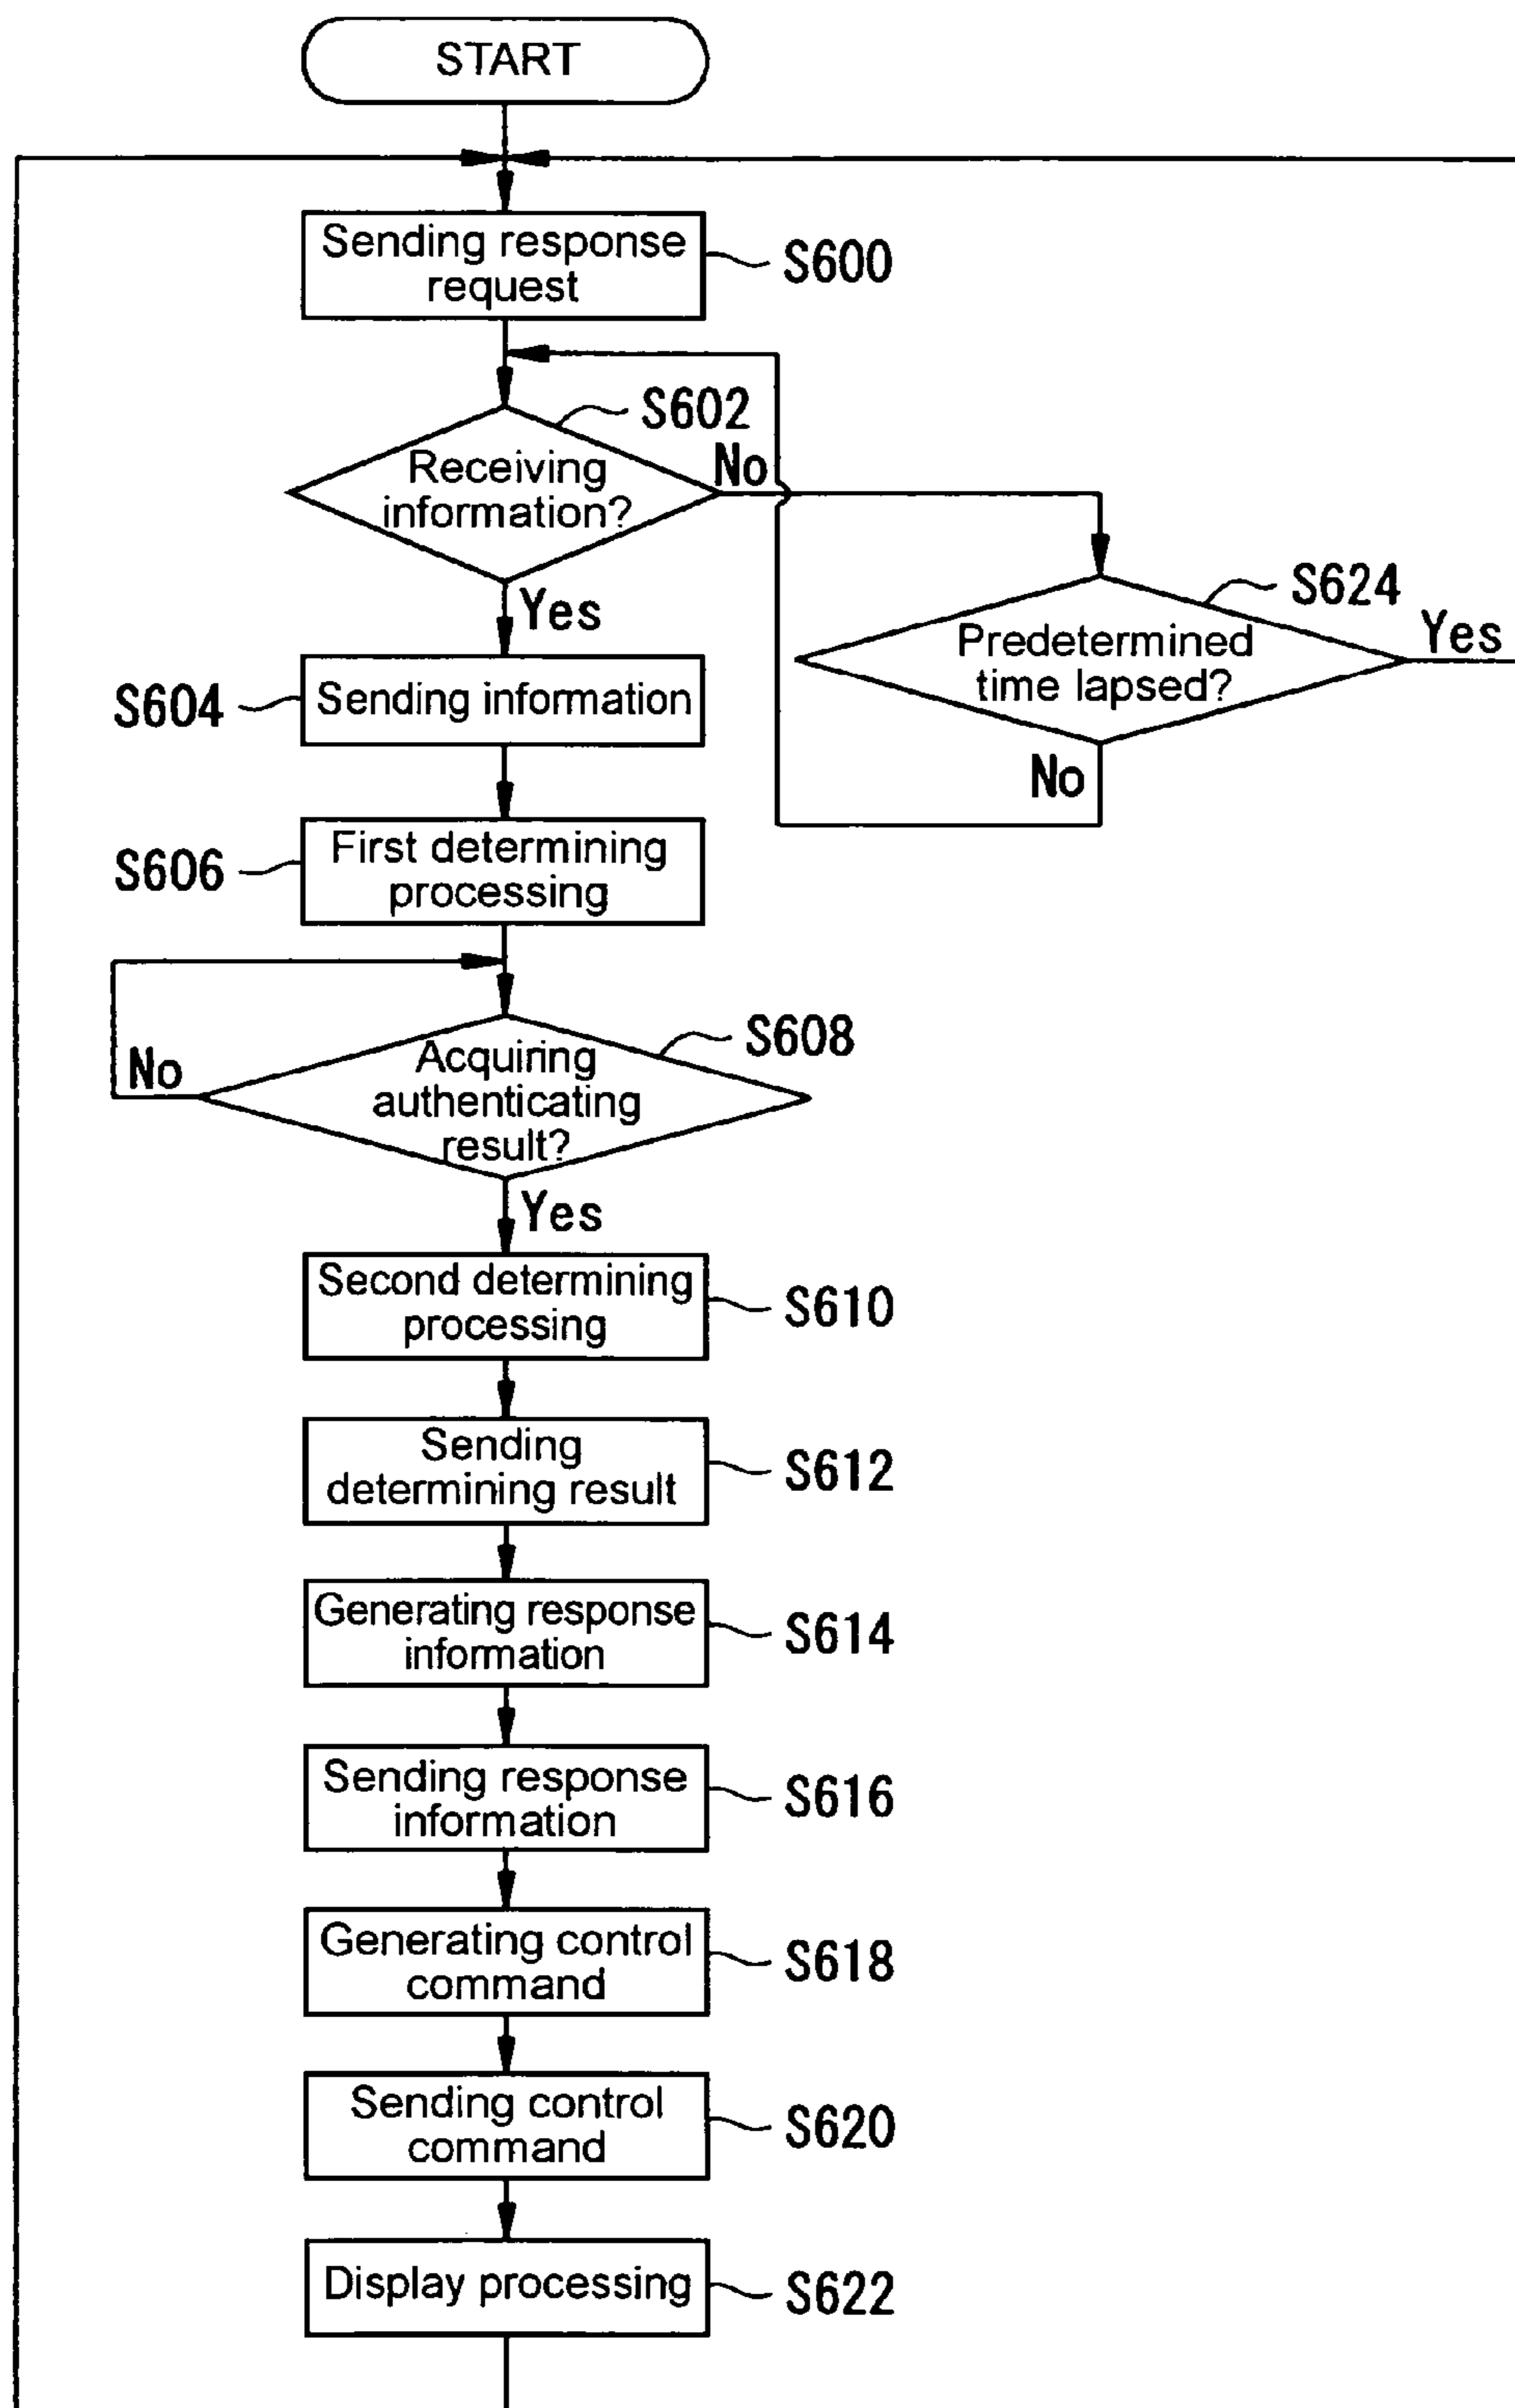 START
Sending response
request
S600
S602
Receiving
information?
No
Yes
S624
Predetermined
time lapsed?
Yes
No
S604
Sending information
S606
First determining
processing
S608
Acquiring
authenticating
result?
No
Yes
Second determining
processing
S610
Sending
determining result
S612
Generating response
information
S614
Sending response
information
S616
Generating control
command
S618
Sending control
command
S620
Display processing
S622